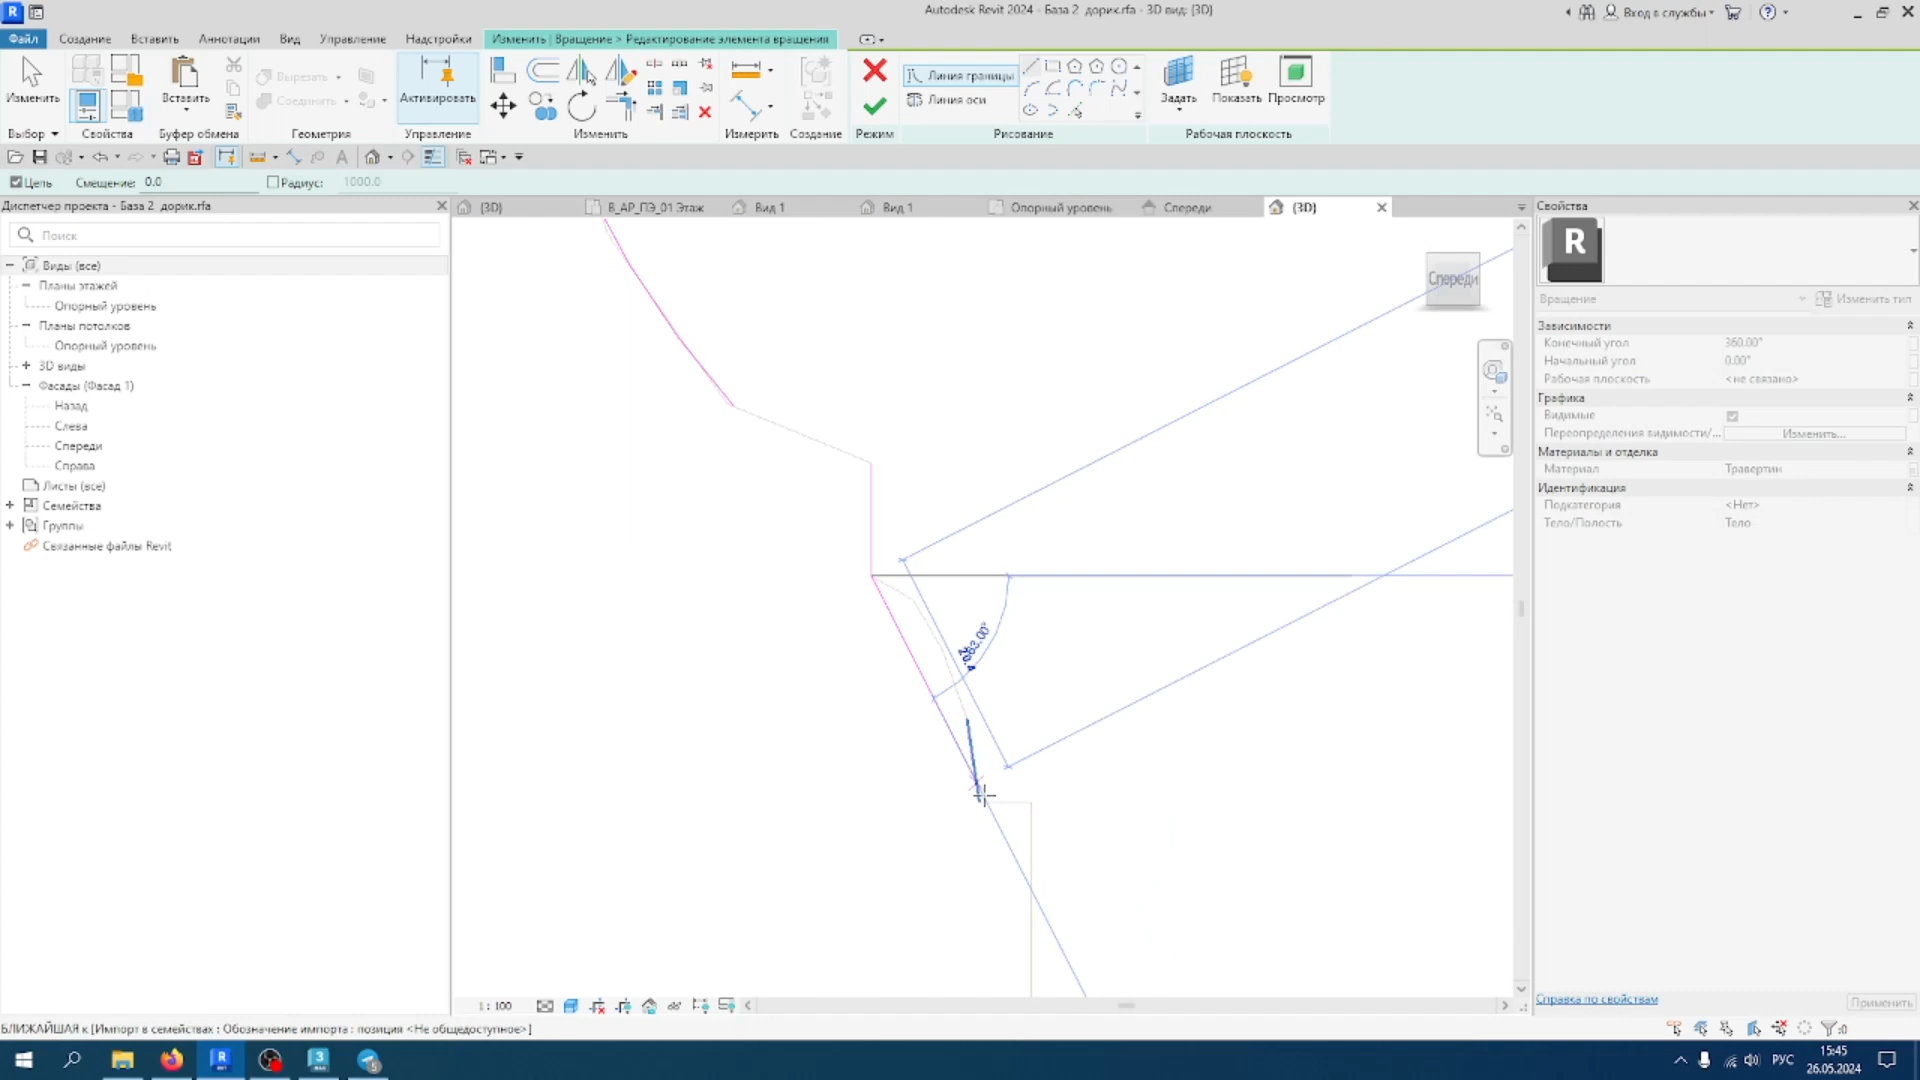 Autodesk Revit 2024 - База 2 дорик.rfa - 3D вид: {3D}
Вход в службы
Файл Создание Вставить Аннотации Вид Управление Надстройки Изменить | Вращение > Редактирование элемента вращения
Изменить
Вставить
Вырезать
Соединить
Активировать
Линия границы
Линия оси
Задать Показать Просмотр
Выбор Свойства Буфер обмена Геометрия Управление Изменить Измерить Создание Режим Рисование Рабочая плоскость
Цепь Смещение: 0.0 Радиус: 1000.0
Диспетчер проекта - База 2 дорик.rfa
{3D} В_АР_ПЭ_01 Этаж Вид 1 Вид 1 Опорный уровень Спереди {3D}
Свойства
Поиск
R
Виды (все)
Планы этажей
Опорный уровень
Планы потолков
Опорный уровень
3D виды
Фасады (Фасад 1)
Назад
Слева
Спереди
Справа
Листы (все)
Семейства
Группы
Связанные файлы Revit
Спереди
63.00°
Вращение Изменить тип
Зависимости
Конечный угол 360.00°
Начальный угол 0.00°
Рабочая плоскость <не связано>
Графика
Видимые
Переопределения видимости/... Изменить...
Материалы и отделка
Материал Травертин
Идентификация
Подкатегория <Нет>
Тело/Полость Тело
1 : 100
Справка по свойствам Применить
БЛИЖАЙШАЯ к [Импорт в семействах : Обозначение импорта : позиция <Не общедоступное>]
:0
РУС
15:45
26.05.2024